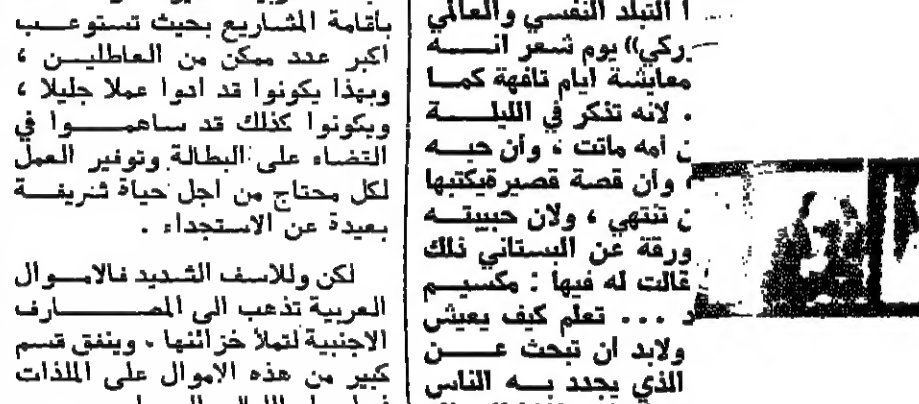 ا التبلد النفسي والعالمي
ركي)) يوم شعر انه
معايشة ايام تافهة كما
. لانه تذكر في الليلة
ن أمه ماتت ، وأن حبه
، وأن قصة قصيرة يكتبها
ن تنتهي ، ولان حبيبته
ورقة عن البستاني ذلك
قالت له فيها : مكسيم
د ... تعلم كيف يعيش
ولابد ان تبحث عن
الذي يجدد به الناس
باقامة المشاريع بحيث تستوعب
اكبر عدد ممكن من العاطلين ،
وبهذا يكونوا قد ادوا عملا جليلا ،
ويكونوا كذلك قد ساهموا في
القضاء على البطالة وتوفير العمل
لكل محتاج من اجل حياة شريفة
بعيدة عن الاستجداء .
لكن وللاسف الشديد فالاموال
العربية تذهب الى المصارف
الاجنبية لتملأ خزائنها . وينفق قسم
كبير من هذه الاموال على الملذات